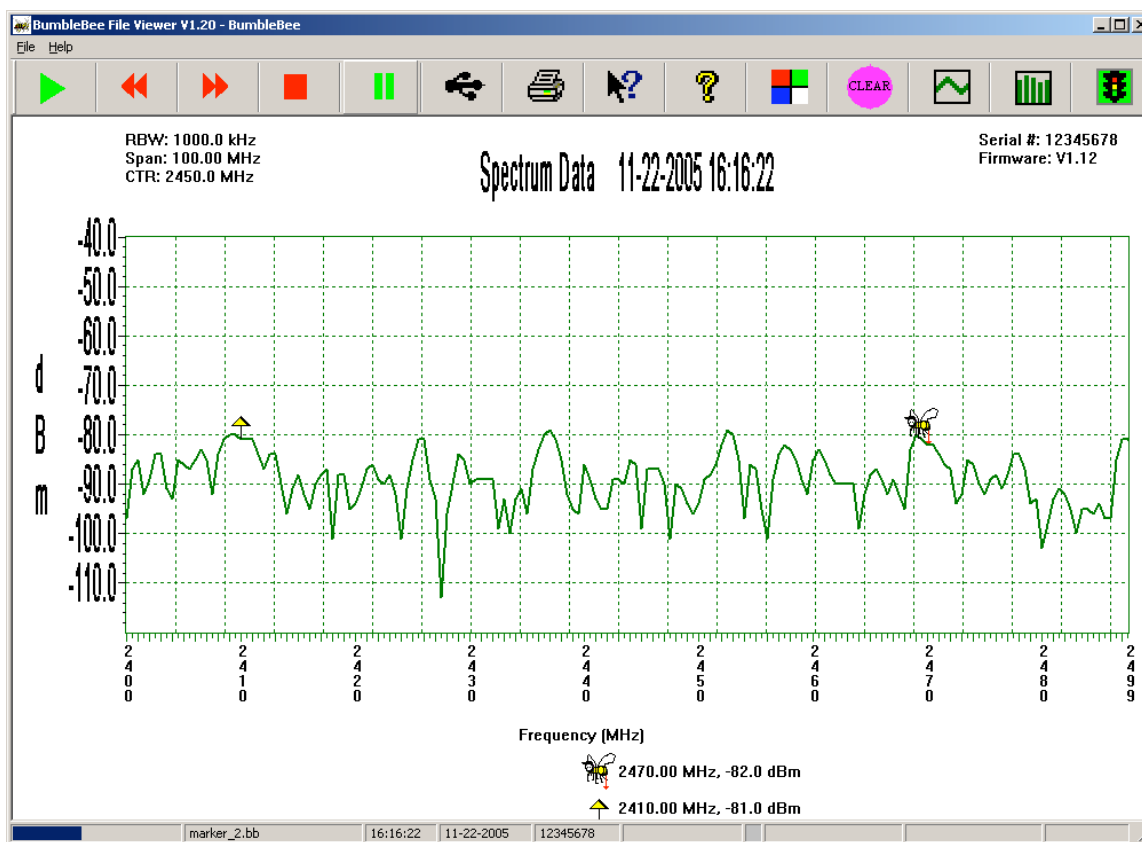 BumbleBee File Viewer V1.20 - BumbleBee
File Help
CLEAR
RBW: 1000.0 kHz
Span: 100.00 MHz
CTR: 2450.0 MHz
Spectrum Data 11-22-2005 16:16:22
Serial #: 12345678
Firmware: V1.12
-40.0
-50.0
-60.0
-70.0
-80.0
-90.0
-100.0
-110.0
dBm
2400 2410 2420 2430 2440 2450 2460 2470 2480 2499
Frequency (MHz)
2470.00 MHz, -82.0 dBm
2410.00 MHz, -81.0 dBm
marker_2.bb 16:16:22 11-22-2005 12345678